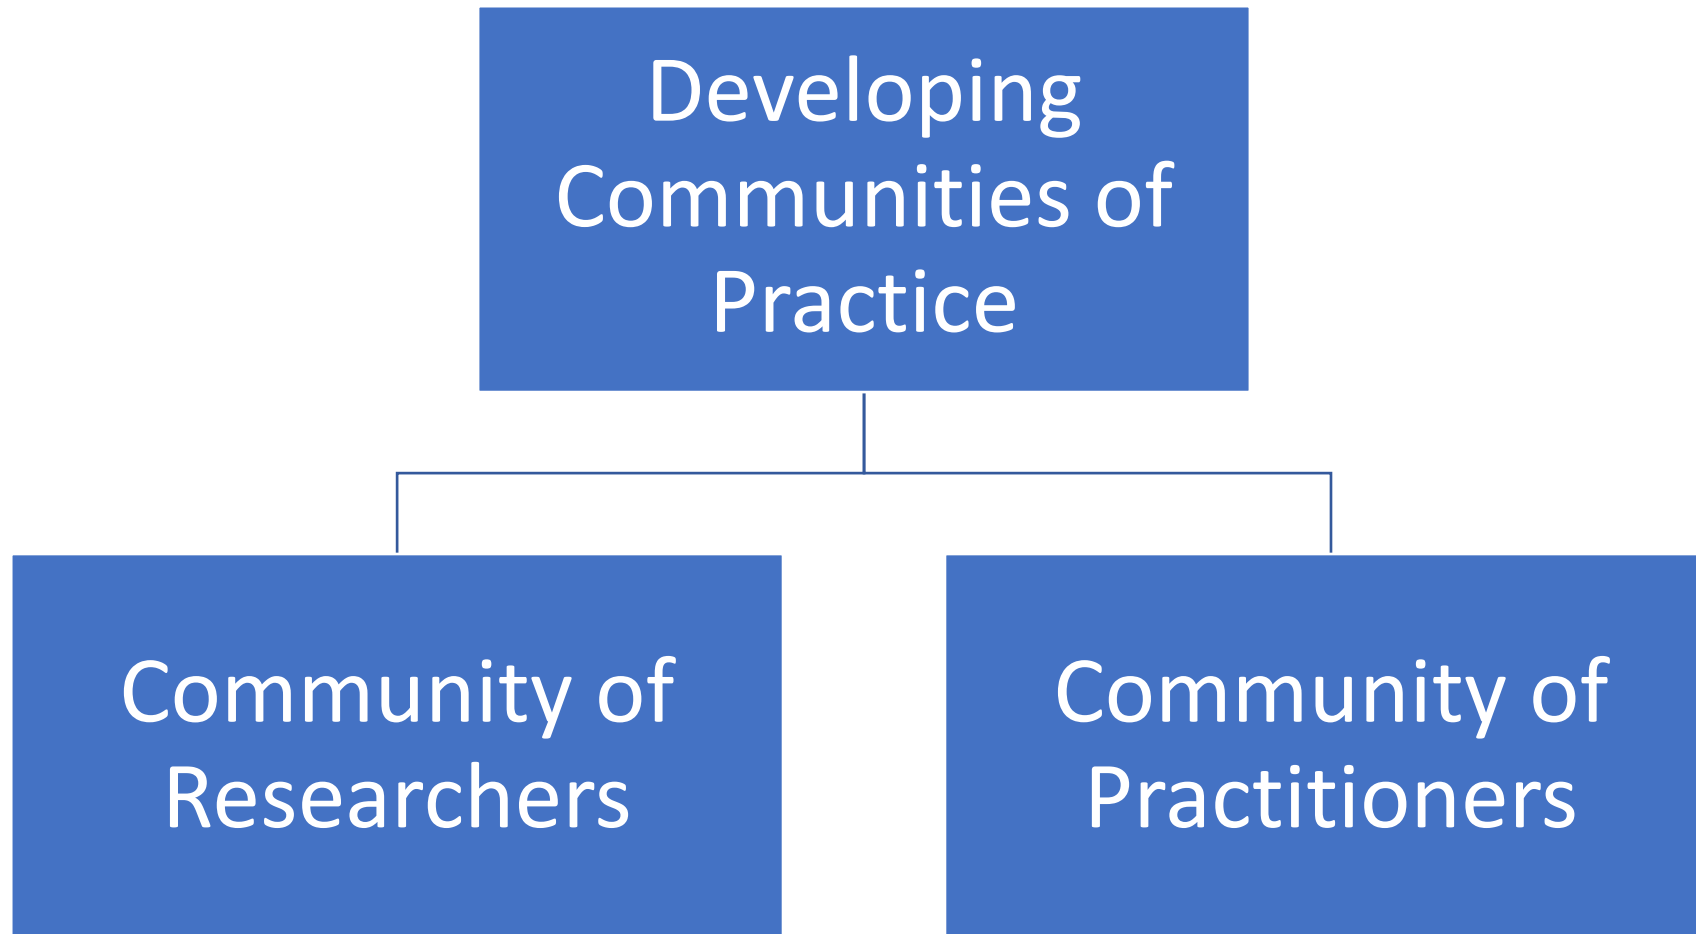 Developing
Communities of
Practice
Community of
Researchers
Community of
Practitioners